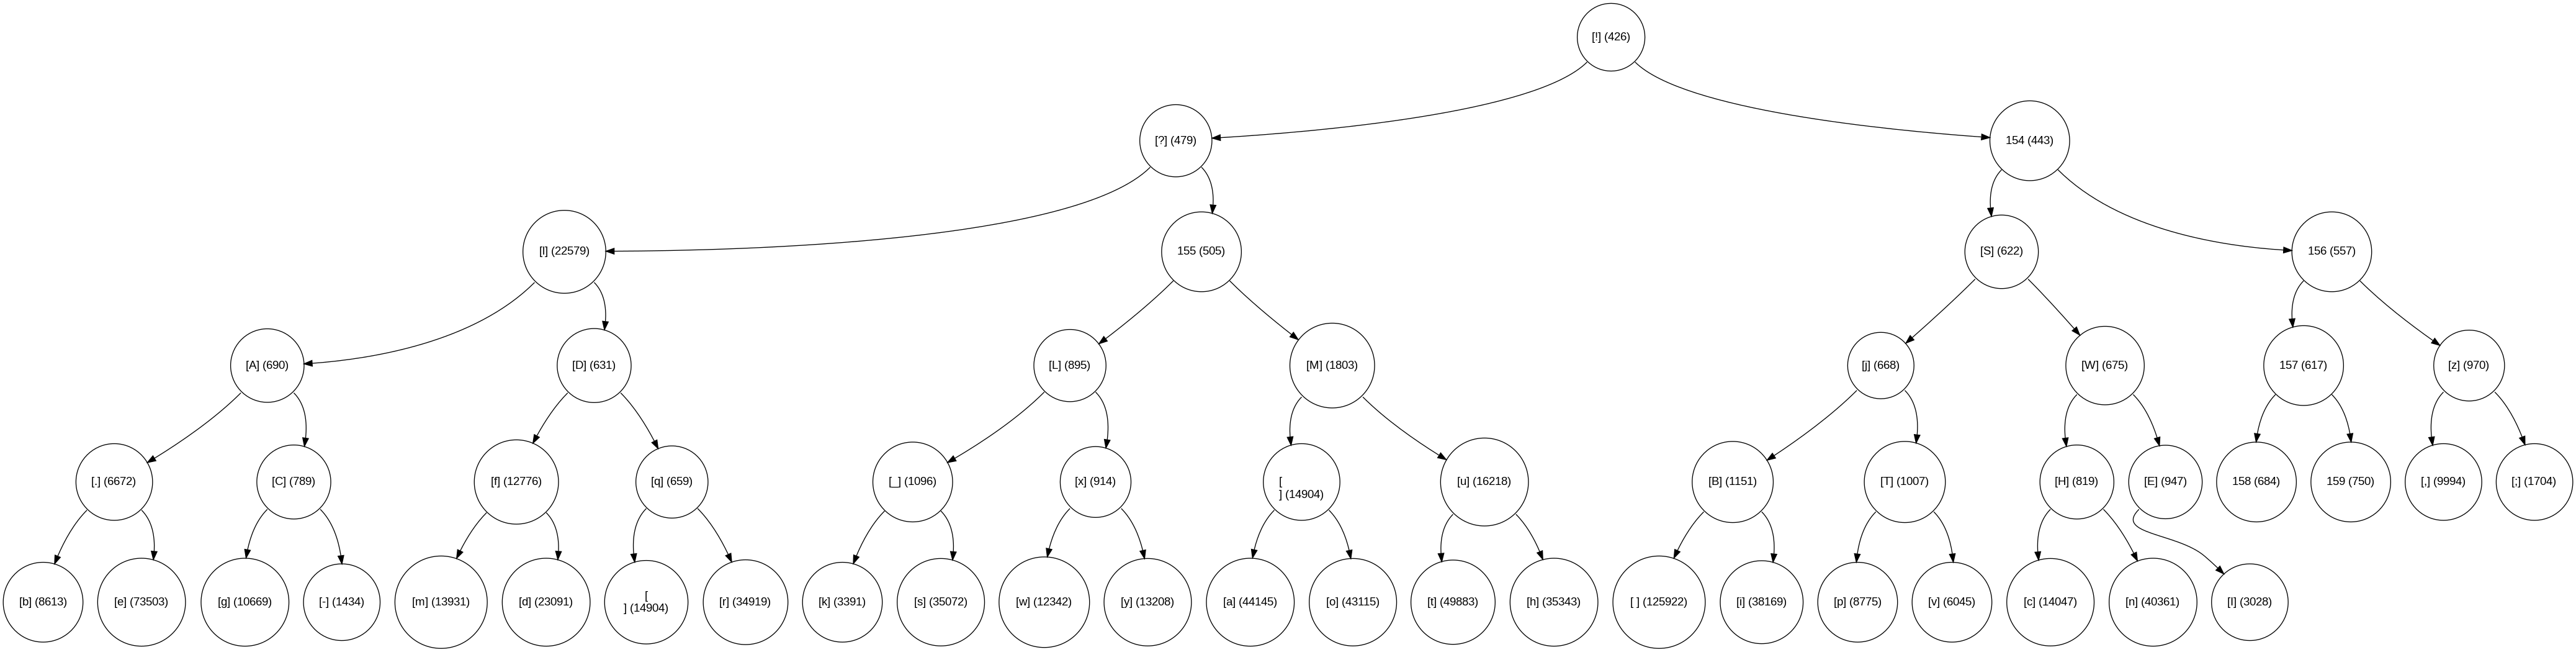 [!] (426)
[?] (479)
154 (443)
[l] (22579)
155 (505)
[S] (622)
156 (557)
[A] (690)
[D] (631)
[L] (895)
[M] (1803)
[j] (668)
[W] (675)
157 (617)
[z] (970)
[.] (6672)
[C] (789)
[f] (12776)
[q] (659)
[_] (1096)
[x] (914)
[
] (14904)
[u] (16218)
[B] (1151)
[T] (1007)
[H] (819)
[E] (947)
158 (684)
159 (750)
[,] (9994)
[;] (1704)
[b] (8613)
[e] (73503)
[g] (10669)
[-] (1434)
[m] (13931)
[d] (23091)
[
] (14904)
[r] (34919)
[k] (3391)
[s] (35072)
[w] (12342)
[y] (13208)
[a] (44145)
[o] (43115)
[t] (49883)
[h] (35343)
[ ] (125922)
[i] (38169)
[p] (8775)
[v] (6045)
[c] (14047)
[n] (40361)
[I] (3028)